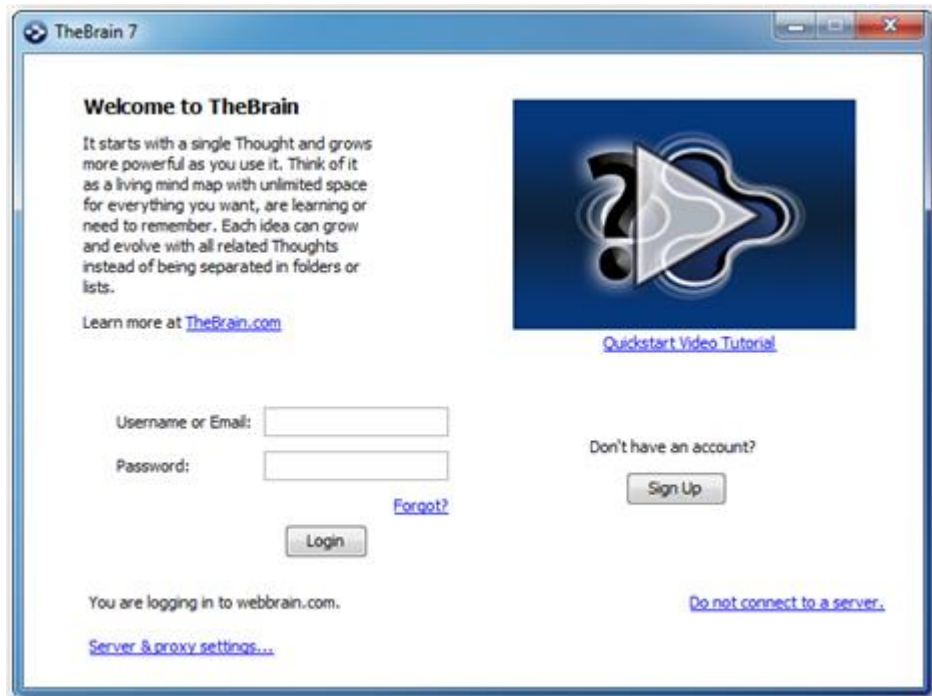 TheBrain 7
Welcome to TheBrain
It starts with a single Thought and grows
more powerful as you use it. Think of it
as a living mind map with unlimited space
for everything you want, are learning or
need to remember. Each idea can grow
and evolve with all related Thoughts
instead of being separated in folders or
lists.
Learn more at TheBrain.com
?
Quickstart Video Tutorial
Username or Email:
Password:
Forgot?
Login
Don't have an account?
Sign Up
You are logging in to webbrain.com.
Do not connect to a server.
Server & proxy settings...